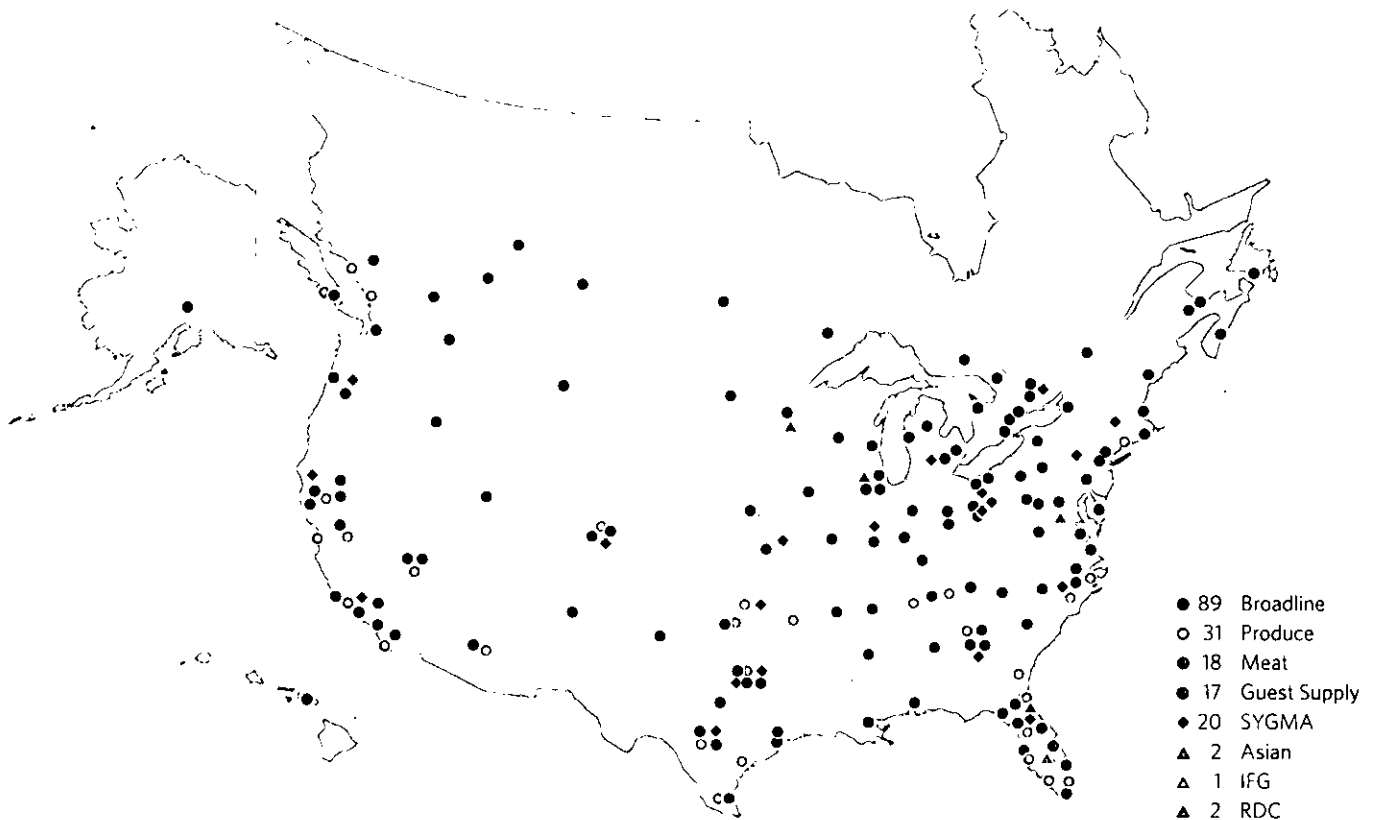 89 Broadline
31 Produce
18 Meat
17 Guest Supply
20 SYGMA
2 Asian
1 IFG
2 RDC